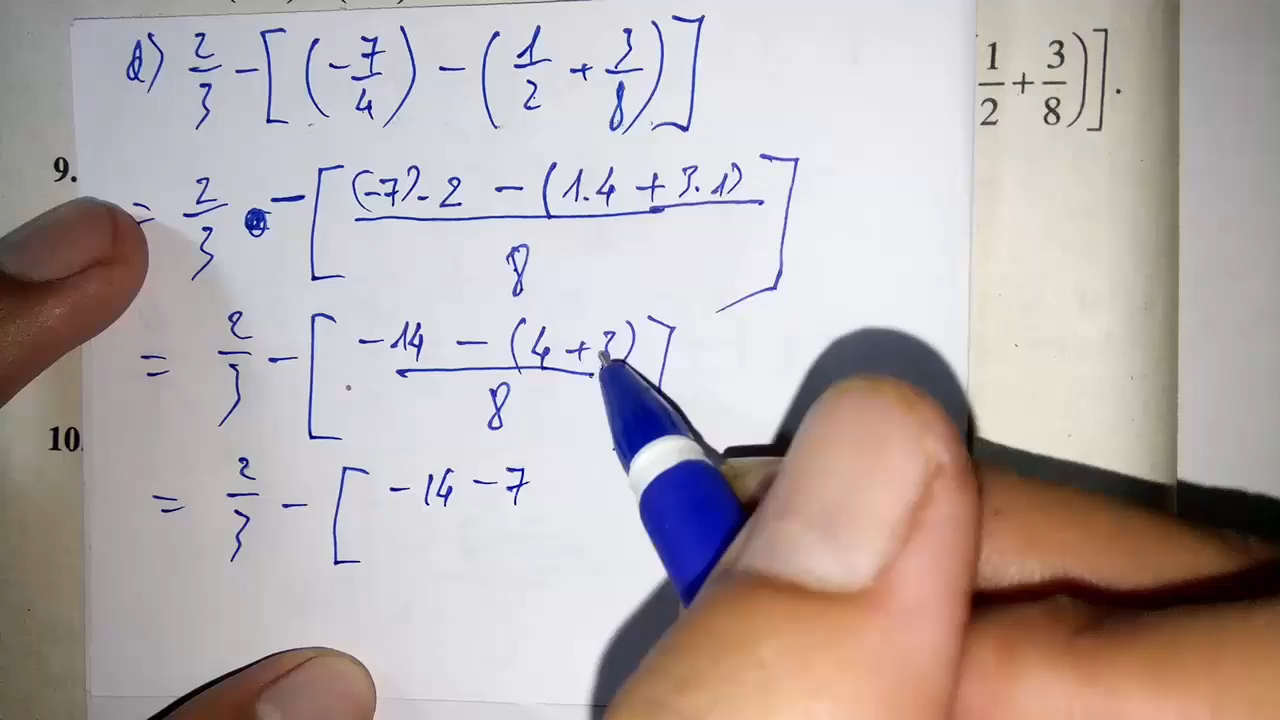 d) 2/3 - [(-7/4) - (1/2 + 3/8)]
1/2 + 3/8)].
9.
= 2/3 - [(-7).2 - (1.4 + 3.1) / 8]
= 2/3 - [-14 - (4 + 3) / 8]
10.
= 2/3 - [-14 - 7